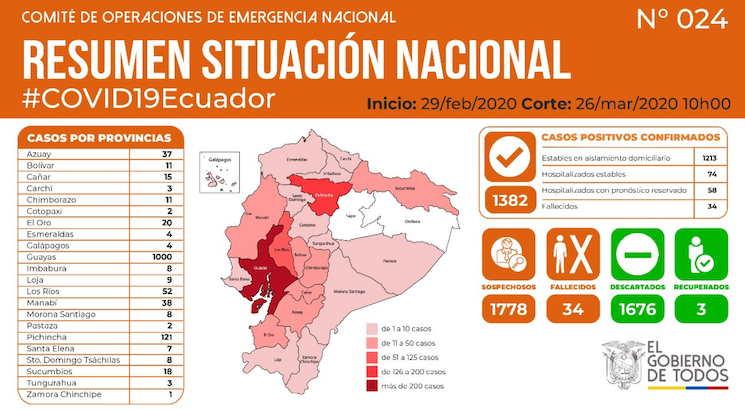 COMITÉ DE OPERACIONES DE EMERGENCIA NACIONAL
Nº 024
RESUMEN SITUACIÓN NACIONAL
#COVID19Ecuador
Inicio: 29/feb/2020 Corte: 26/mar/2020 10h00
CASOS POR PROVINCIAS
Azuay 37
Bolívar 11
Cañar 15
Carchi 3
Chimborazo 11
Cotopaxi 2
El Oro 20
Esmeraldas 4
Galápagos 4
Guayas 1000
Imbabura 8
Loja 9
Los Ríos 52
Manabí 38
Morona Santiago 8
Pastaza 2
Pichincha 121
Santa Elena 7
Sto. Domingo Tsáchilas 8
Sucumbios 18
Tungurahua 3
Zamora Chinchipe 1
Galápagos
Esmeraldas
Carchi
Imbabura
Sucumbios
Pichincha
Santo Domingo
Napo
Orellana
Manabí
Cotopaxi
Tungurahua
Los Ríos
Bolívar
Pastaza
Guayas
Chimborazo
Santa Elena
Cañar
Morona Santiago
Azuay
El Oro
Loja
Zamora Chinchipe
de 1 a 10 casos
de 11 a 50 casos
de 51 a 125 casos
de 126 a 200 casos
más de 200 casos
CASOS POSITIVOS CONFIRMADOS
1382
Estables en aislamiento domiciliario 1213
Hospitalizados estables 74
Hospitalizados con pronóstico reservado 58
Fallecidos 34
SOSPECHOSOS
1778
FALLECIDOS
34
DESCARTADOS
1676
RECUPERADOS
3
EL
GOBIERNO
DE TODOS